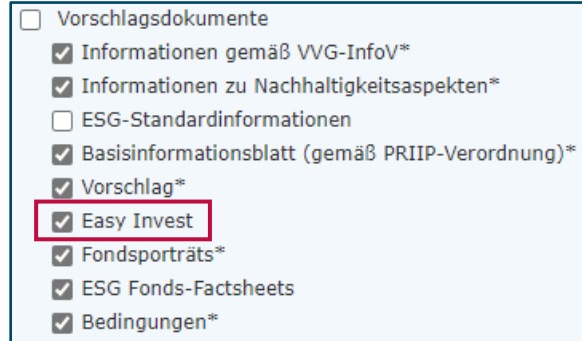 Vorschlagsdokumente
Informationen gemäß VVG-InfoV*
Informationen zu Nachhaltigkeitsaspekten*
ESG-Standardinformationen
Basisinformationsblatt (gemäß PRIIP-Verordnung)*
Vorschlag*
Easy Invest
Fondsporträts*
ESG Fonds-Factsheets
Bedingungen*